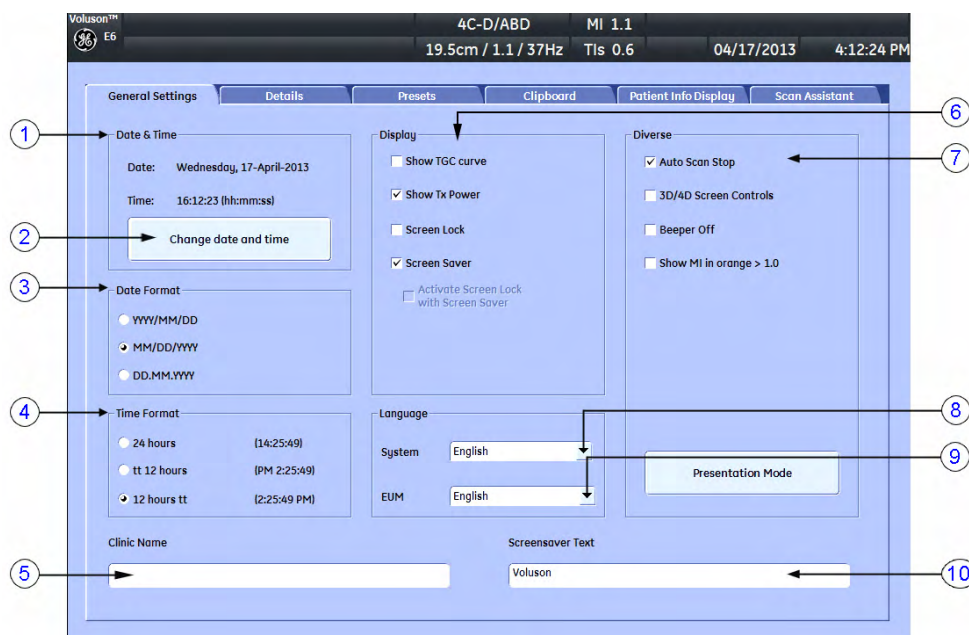 Voluson™
E6
4C-D/ABD MI 1.1
19.5cm / 1.1 / 37Hz TIs 0.6 04/17/2013 4:12:24 PM
General Settings Details Presets Clipboard Patient Info Display Scan Assistant
1
Date & Time
Date: Wednesday, 17-April-2013
Time: 16:12:23 (hh:mm:ss)
2
Change date and time
3
Date Format
YYYY/MM/DD
MM/DD/YYYY
DD.MM.YYYY
4
Time Format
24 hours (14:25:49)
tt 12 hours (PM 2:25:49)
12 hours tt (2:25:49 PM)
Display
6
Show TGC curve
Show Tx Power
Screen Lock
Screen Saver
Activate Screen Lock
with Screen Saver
Language
System English
8
EUM English
9
Diverse
Auto Scan Stop
7
3D/4D Screen Controls
Beeper Off
Show MI in orange > 1.0
Presentation Mode
Clinic Name
5
Screensaver Text
Voluson
10